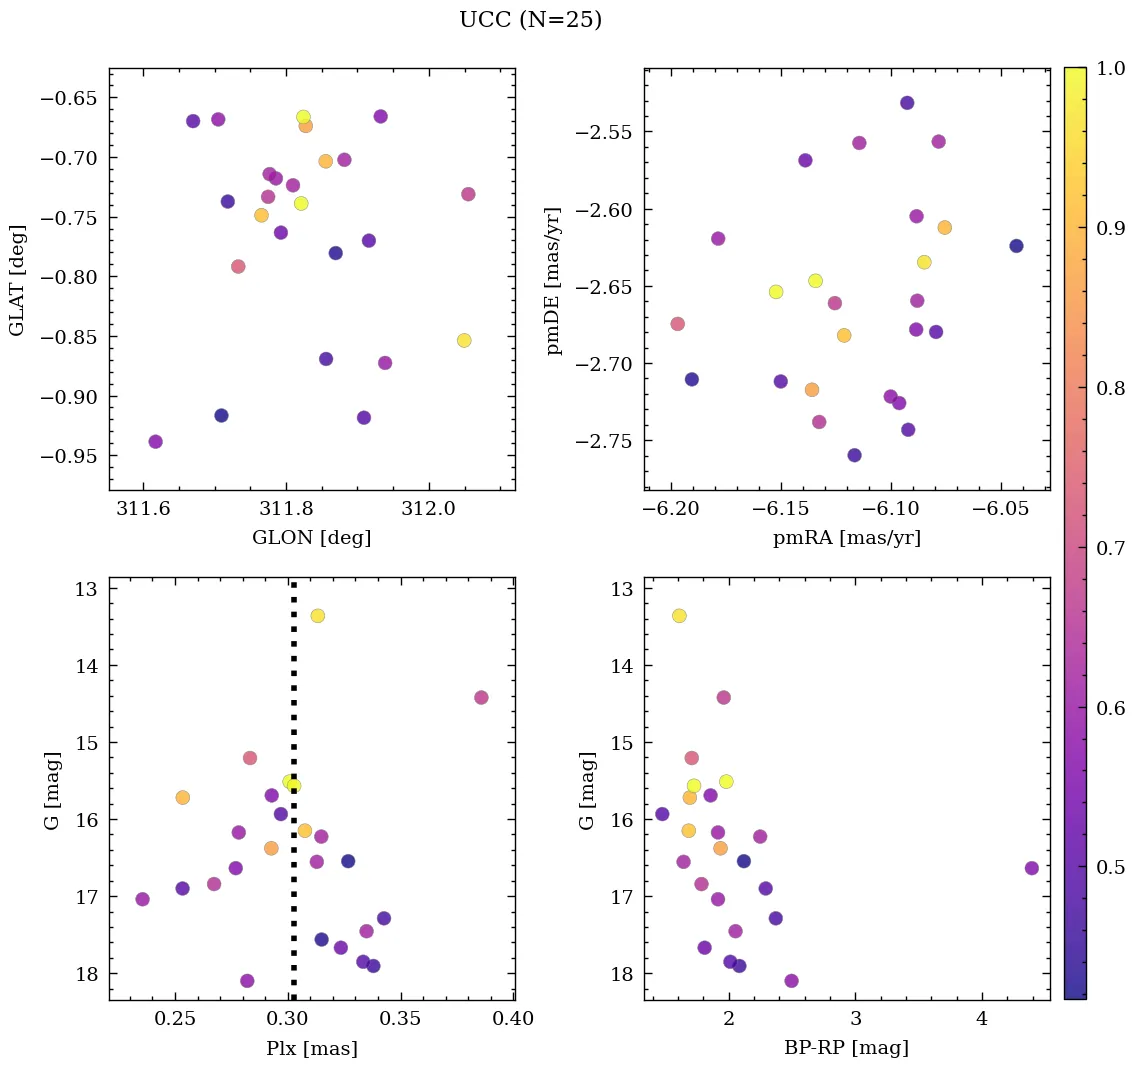 UCC (N=25)
−0.65
−0.70
−0.75
−0.80
−0.85
−0.90
−0.95
GLAT [deg]
311.6 311.8 312.0
GLON [deg]
−2.55
−2.60
−2.65
−2.70
−2.75
pmDE [mas/yr]
−6.20 −6.15 −6.10 −6.05
pmRA [mas/yr]
13
14
15
16
17
18
G [mag]
0.25 0.30 0.35 0.40
Plx [mas]
13
14
15
16
17
18
G [mag]
2 3 4
BP-RP [mag]
1.0
0.9
0.8
0.7
0.6
0.5